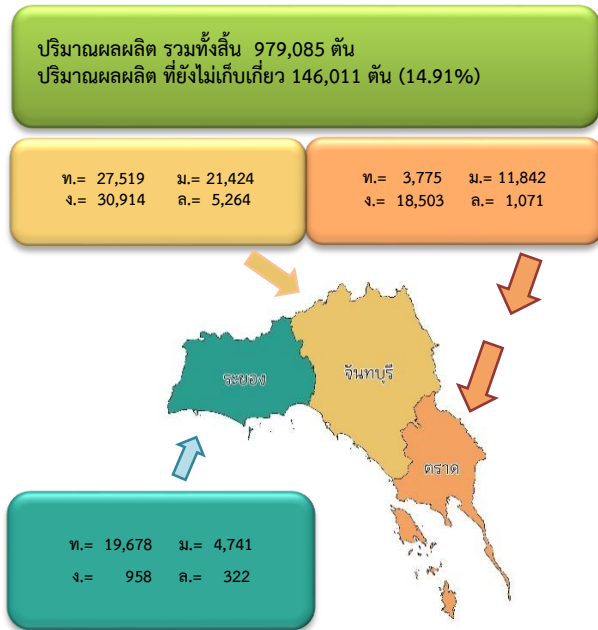 ปริมาณผลผลิต รวมทั้งสิ้น 979,085 ตัน
ปริมาณผลผลิต ที่ยังไม่เก็บเกี่ยว 146,011 ตัน (14.91%)
ท.= 27,519 ม.= 21,424
ง.= 30,914 ล.= 5,264
ท.= 3,775 ม.= 11,842
ง.= 18,503 ล.= 1,071
จันทบุรี
ระยอง
ตราด
ท.= 19,678 ม.= 4,741
ง.= 958 ล.= 322